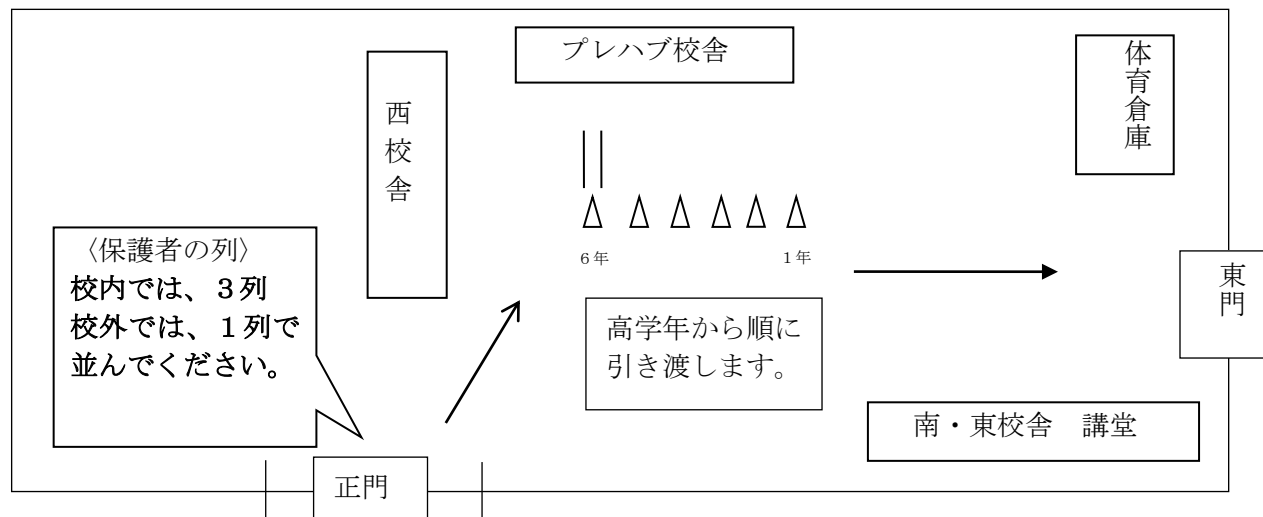 プレハブ校舎
体育倉庫
西校舎
6年
1年
〈保護者の列〉
校内では、3列
校外では、1列で
並んでください。
東門
高学年から順に
引き渡します。
南・東校舎　講堂
正門